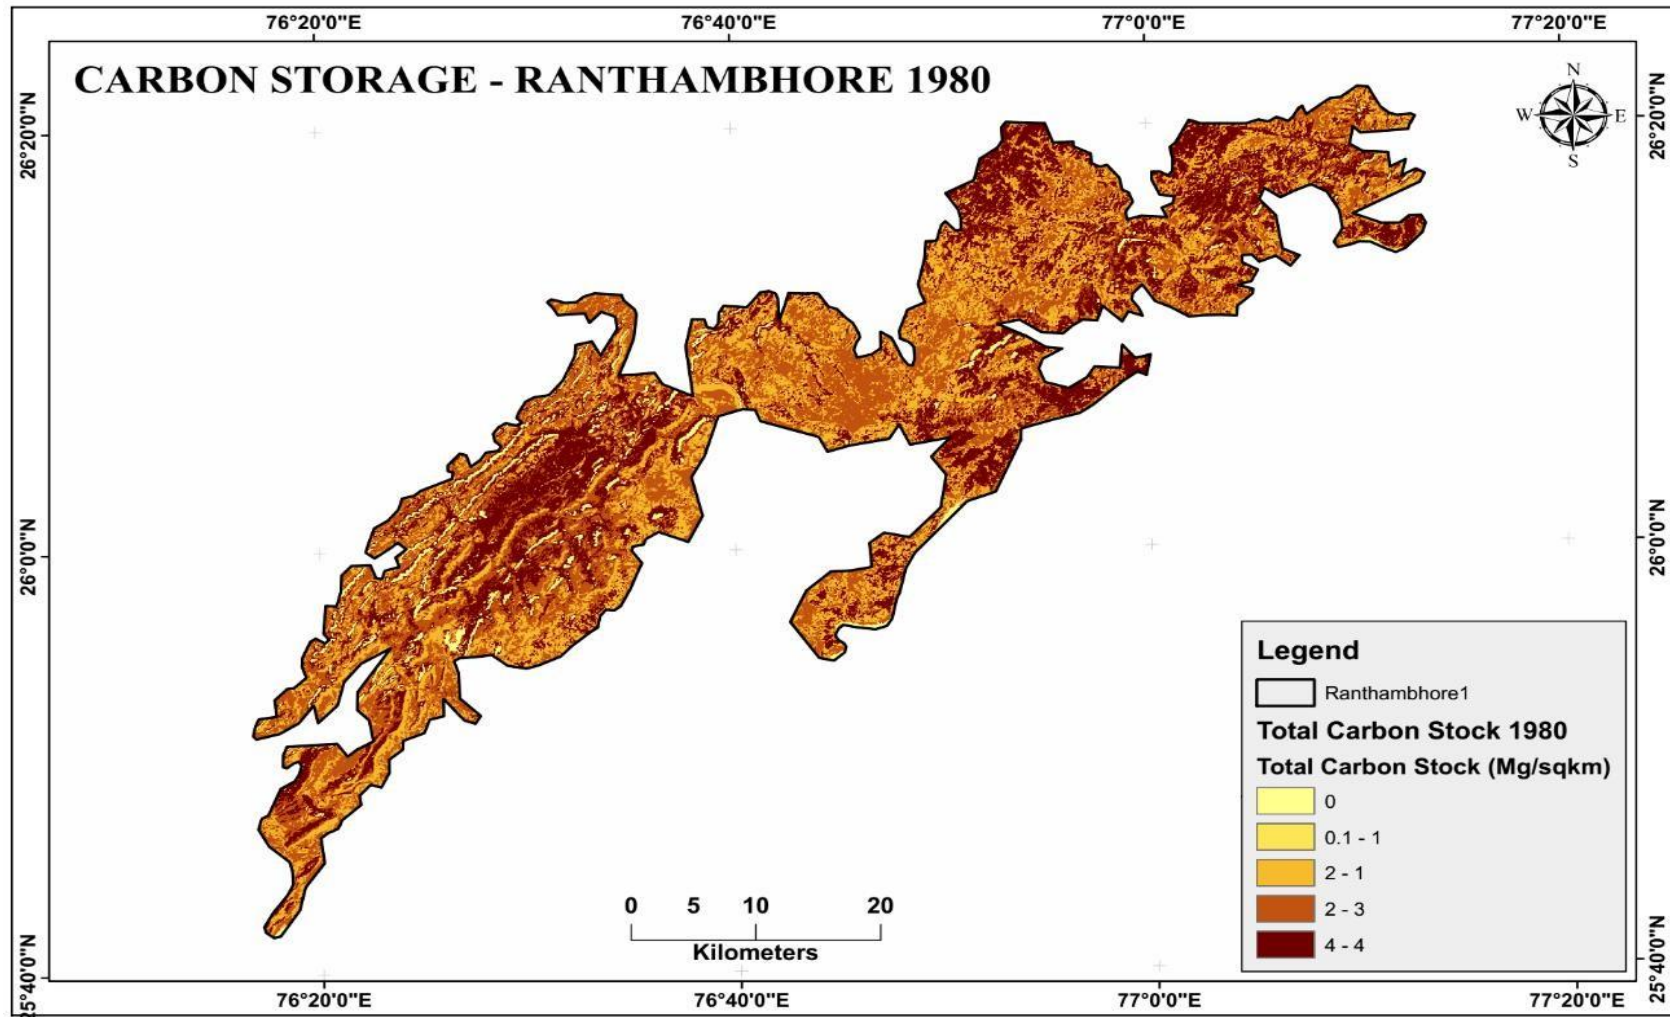 76°20'0"E 76°40'0"E 77°0'0"E 77°20'0"E
CARBON STORAGE - RANTHAMBHORE 1980
N
W E
S
26°20'0"N 26°20'0"N
26°0'0"N 26°0'0"N
Legend
Ranthambhore1
Total Carbon Stock 1980
Total Carbon Stock (Mg/sqkm)
0
0.1 - 1
2 - 1
2 - 3
4 - 4
0 5 10 20
Kilometers
25°40'0"N 25°40'0"N
76°20'0"E 76°40'0"E 77°0'0"E 77°20'0"E